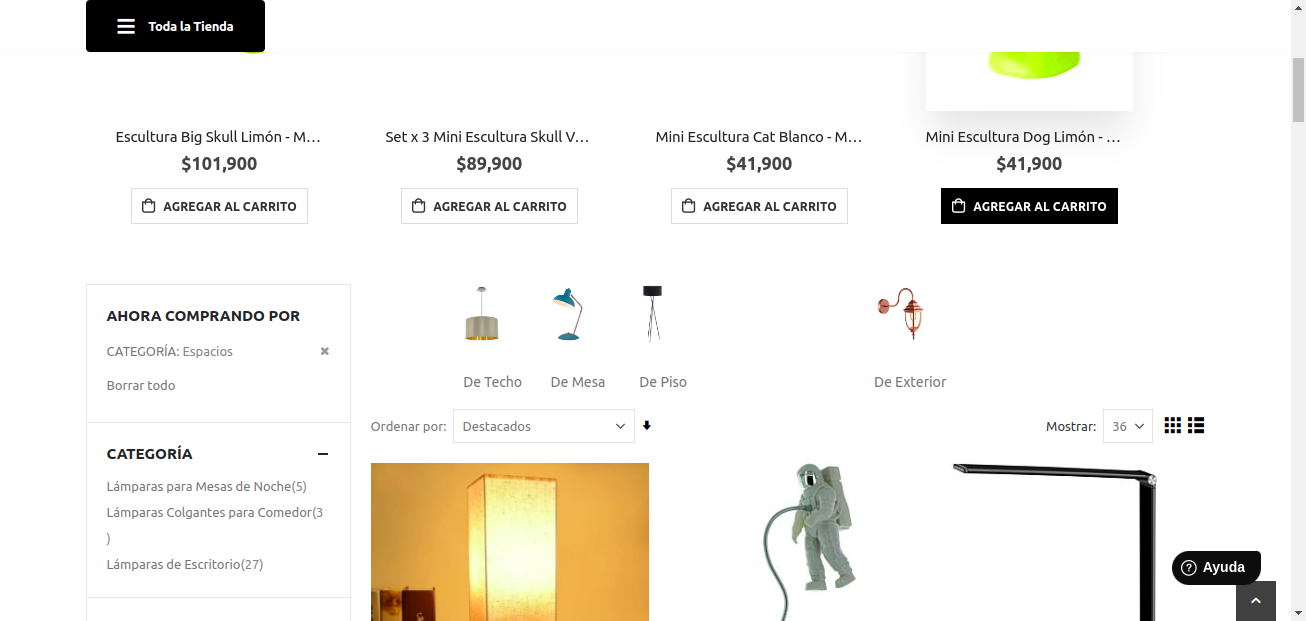 Toda la Tienda
Escultura Big Skull Limón - M...
Set x 3 Mini Escultura Skull V...
Mini Escultura Cat Blanco - M...
Mini Escultura Dog Limón - ...
$101,900
$89,900
$41,900
$41,900
AGREGAR AL CARRITO
AGREGAR AL CARRITO
AGREGAR AL CARRITO
AGREGAR AL CARRITO
AHORA COMPRANDO POR
CATEGORÍA: Espacios
Borrar todo
CATEGORÍA
Lámparas para Mesas de Noche(5)
Lámparas Colgantes para Comedor(3
)
Lámparas de Escritorio(27)
De Techo
De Mesa
De Piso
De Exterior
Ordenar por:
Destacados
Mostrar:
36
Ayuda